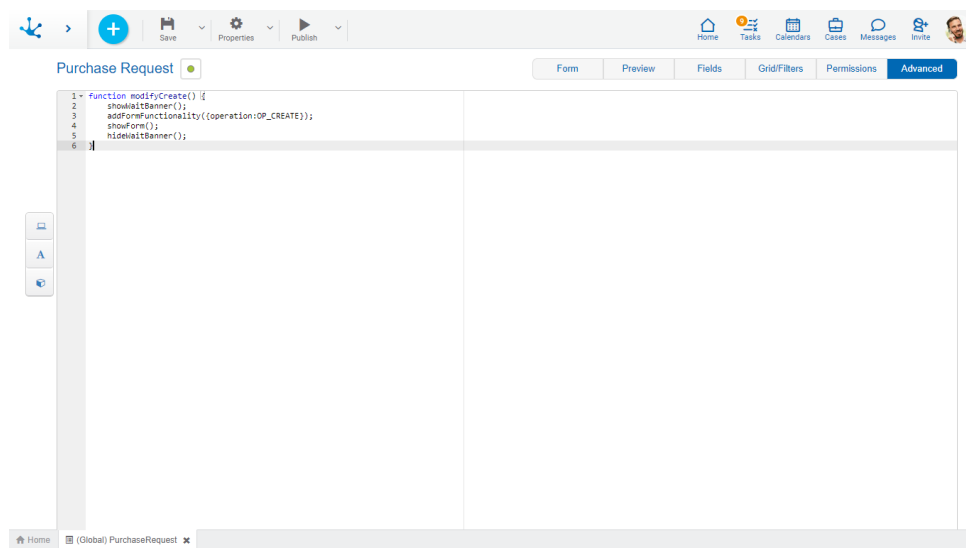 Save
Properties
Publish
Home
9
Tasks
Calendars
Cases
Messages
Invite
Purchase Request
Form
Preview
Fields
Grid/Filters
Permissions
Advanced
1 function modifyCreate() {
2 showWaitBanner();
3 addFormFunctionality({operation:OP_CREATE});
4 showForm();
5 hideWaitBanner();
6 }
A
Home
(Global) PurchaseRequest